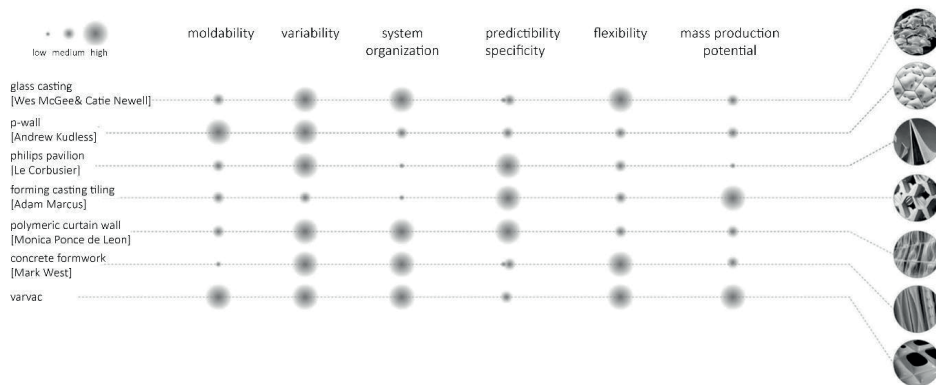 moldability variability system predictibility flexibility mass production
organization specificity potential
low medium high
glass casting
[Wes McGee& Catie Newell]
p-wall
[Andrew Kudless]
philips pavilion
[Le Corbusier]
forming casting tiling
[Adam Marcus]
polymeric curtain wall
[Monica Ponce de Leon]
concrete formwork
[Mark West]
varvac